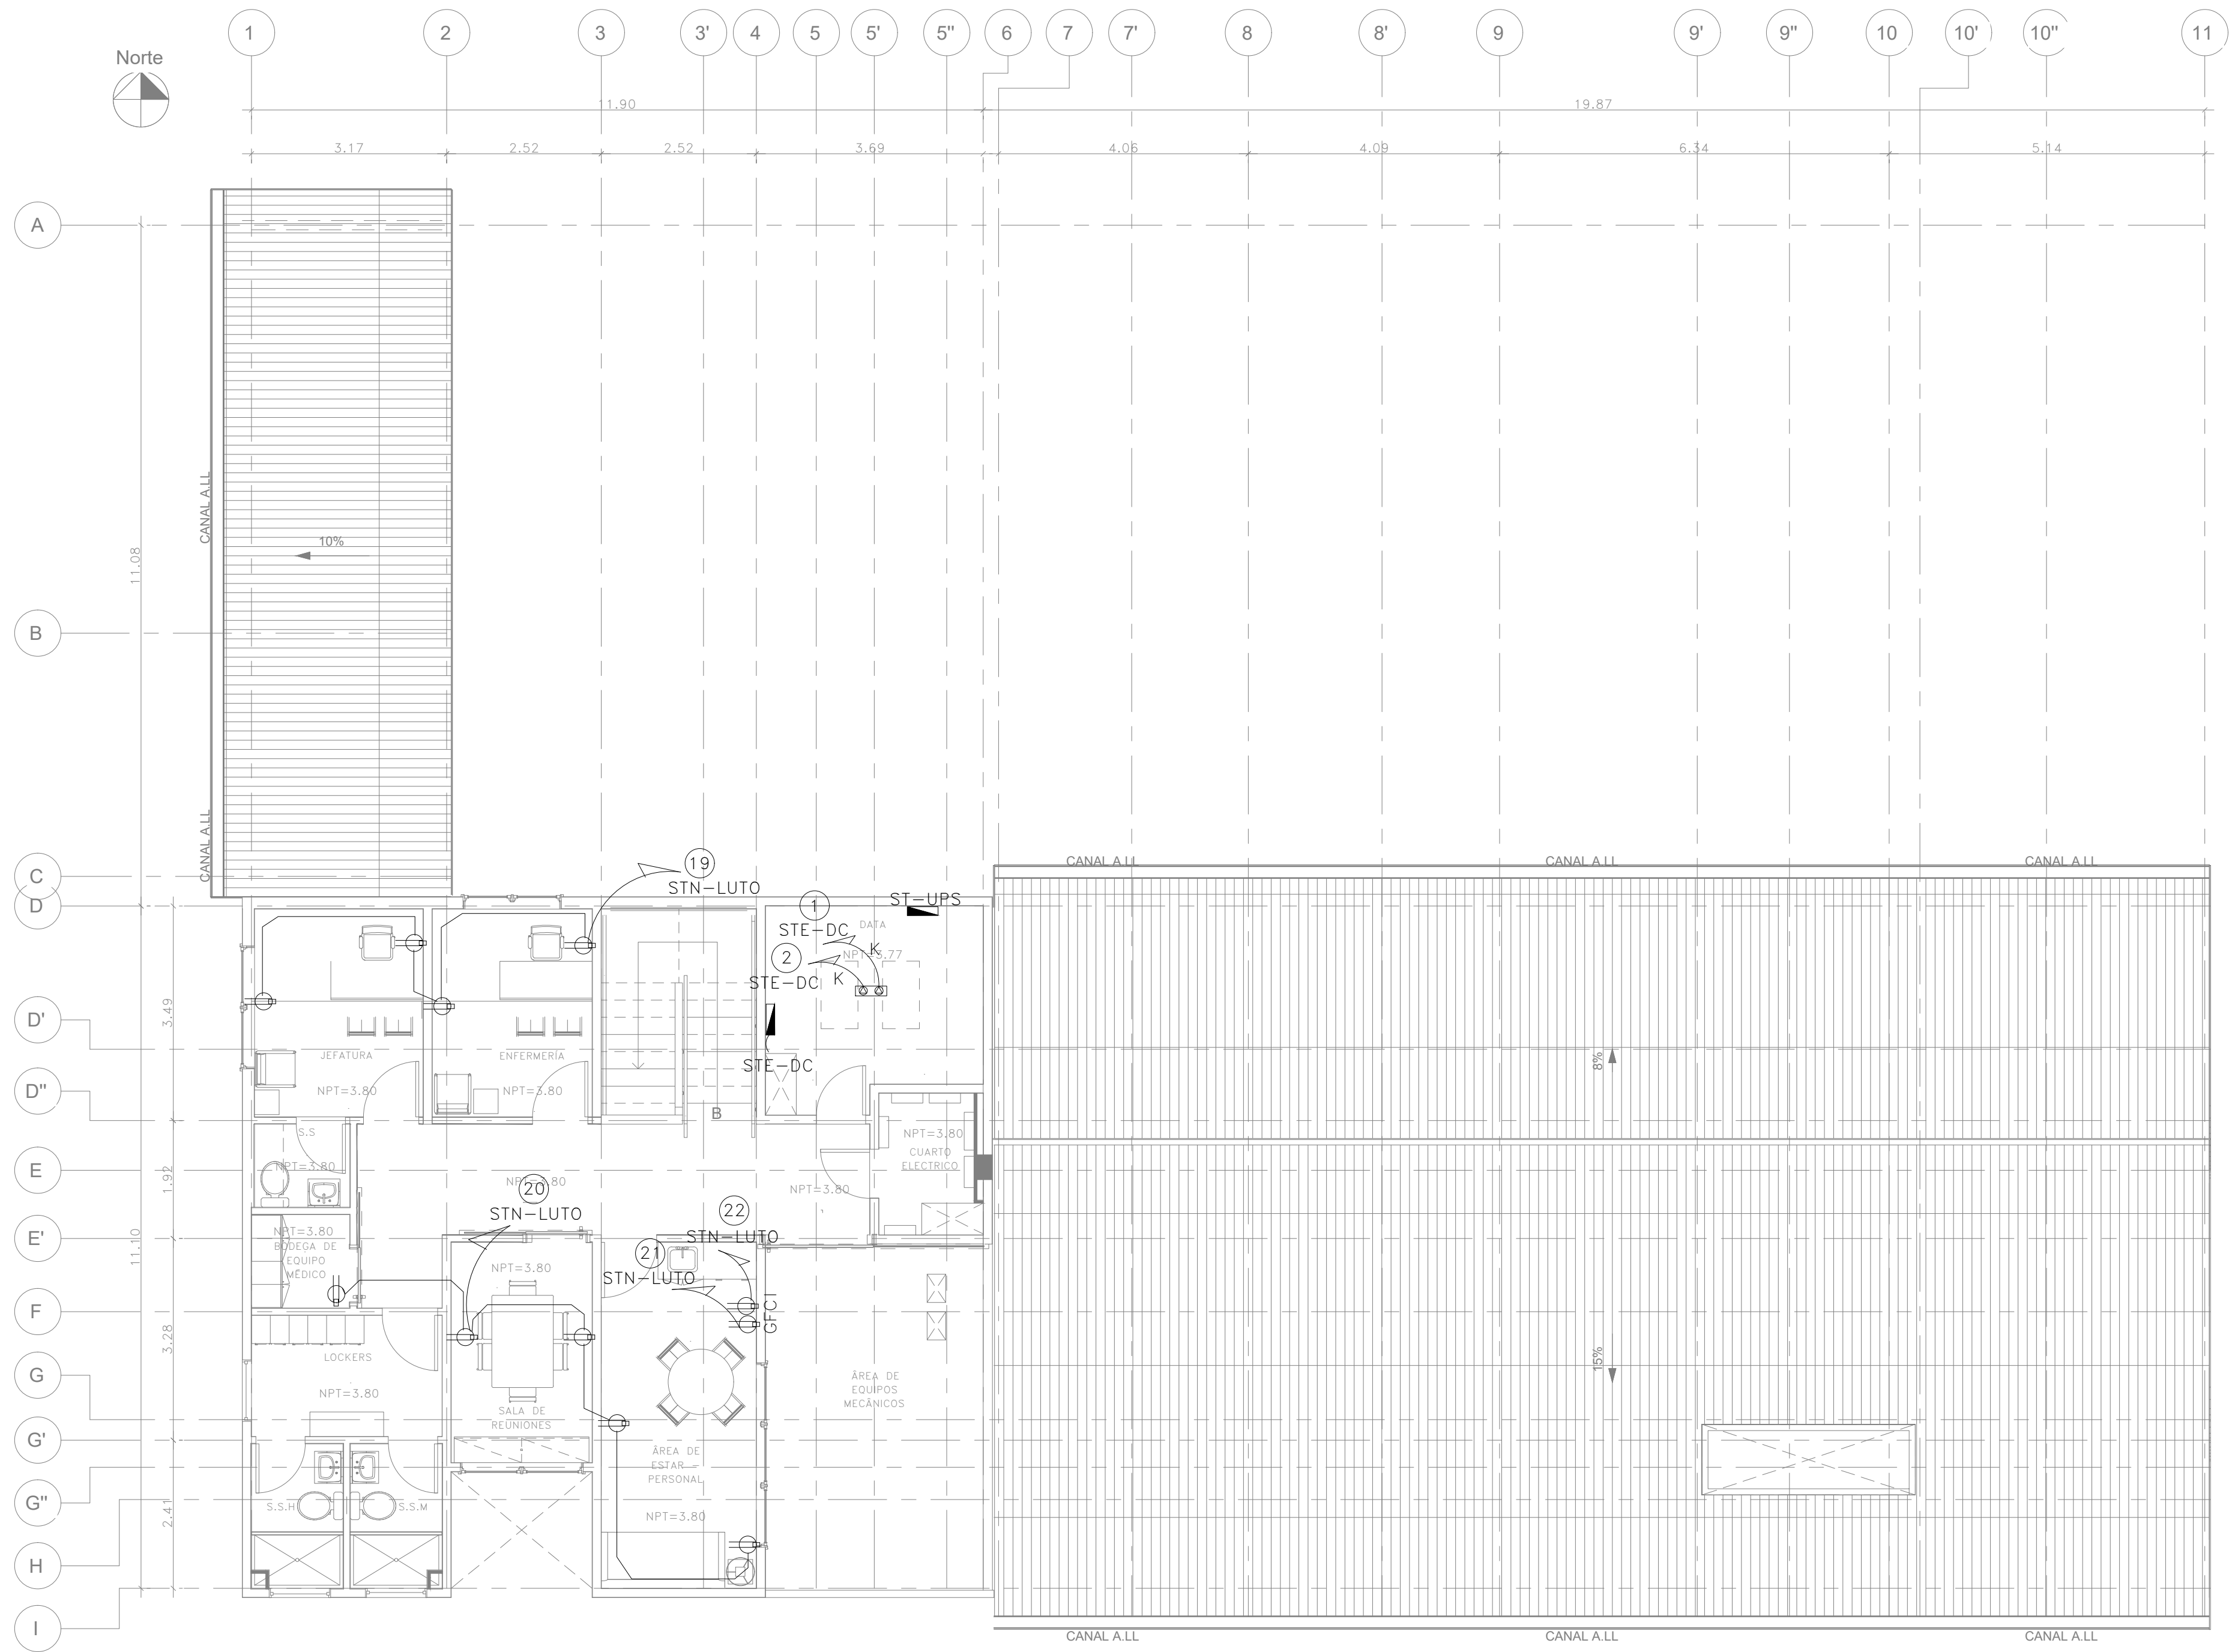 1 2 3 3' 4 5 5' 5" 6 7 7' 8 8' 9 9' 9" 10 10' 10" 11
Norte
11.90 19.87
3.17 2.52 2.52 3.69 4.06 4.09 6.34 5.14
A
CANAL A.LL
11.08
10%
B
CANAL A.LL
19
STN-LUTO
CANAL A.LL CANAL A.LL CANAL A.LL
C
D
1
STE-DC
ST-UPS
DATA
NPT=3.77
2
STE-DC
K
K
3.49
D'
JEFATURA
NPT=3.80
ENFERMERÍA
NPT=3.80
STE-DC
8%
D"
B
S.S
NPT=3.80
NPT=3.80
CUARTO
ELECTRICO
E
1.92
NPT=3.80
20
STN-LUTO
NPT=3.80
22
STN-LUTO
E'
11.10
NPT=3.80
BODEGA DE
EQUIPO
MÉDICO
21
STN-LUTO
NPT=3.80
GFCI
F
3.28
LOCKERS
NPT=3.80
15%
G
ÁREA DE
EQUIPOS
MECÁNICOS
SALA DE
REUNIONES
G'
ÁREA DE
ESTAR
PERSONAL
G"
2,41
S.S.H
S.S.M
NPT=3.80
H
I
CANAL A.LL CANAL A.LL CANAL A.LL